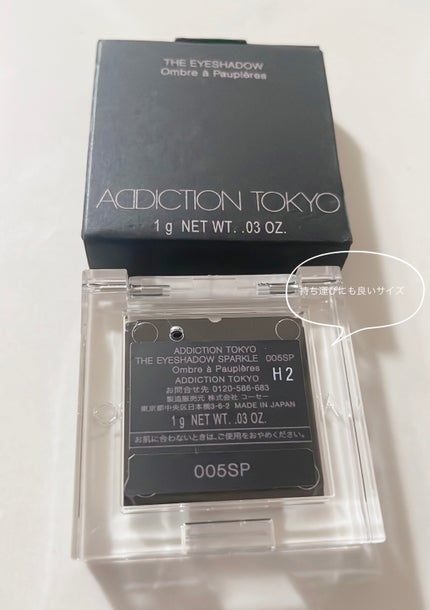 THE EYESHADOW
Ombre à Paupières
ADDICTION TOKYO
1 g NET WT. .03 OZ.
持ち運びにも良いサイズ
ADDICTION TOKYO
THE EYESHADOW SPARKLE 005SP
Ombre à Paupières
H2
ADDICTION TOKYO
お問合せ先 0120-586-683
製造販売元 株式会社 コーセー
東京都中央区日本橋3-6-2 MADE IN JAPAN
1 g NET WT. .03 OZ.
お肌に合わないときは、ご使用をおやめください。
005SP